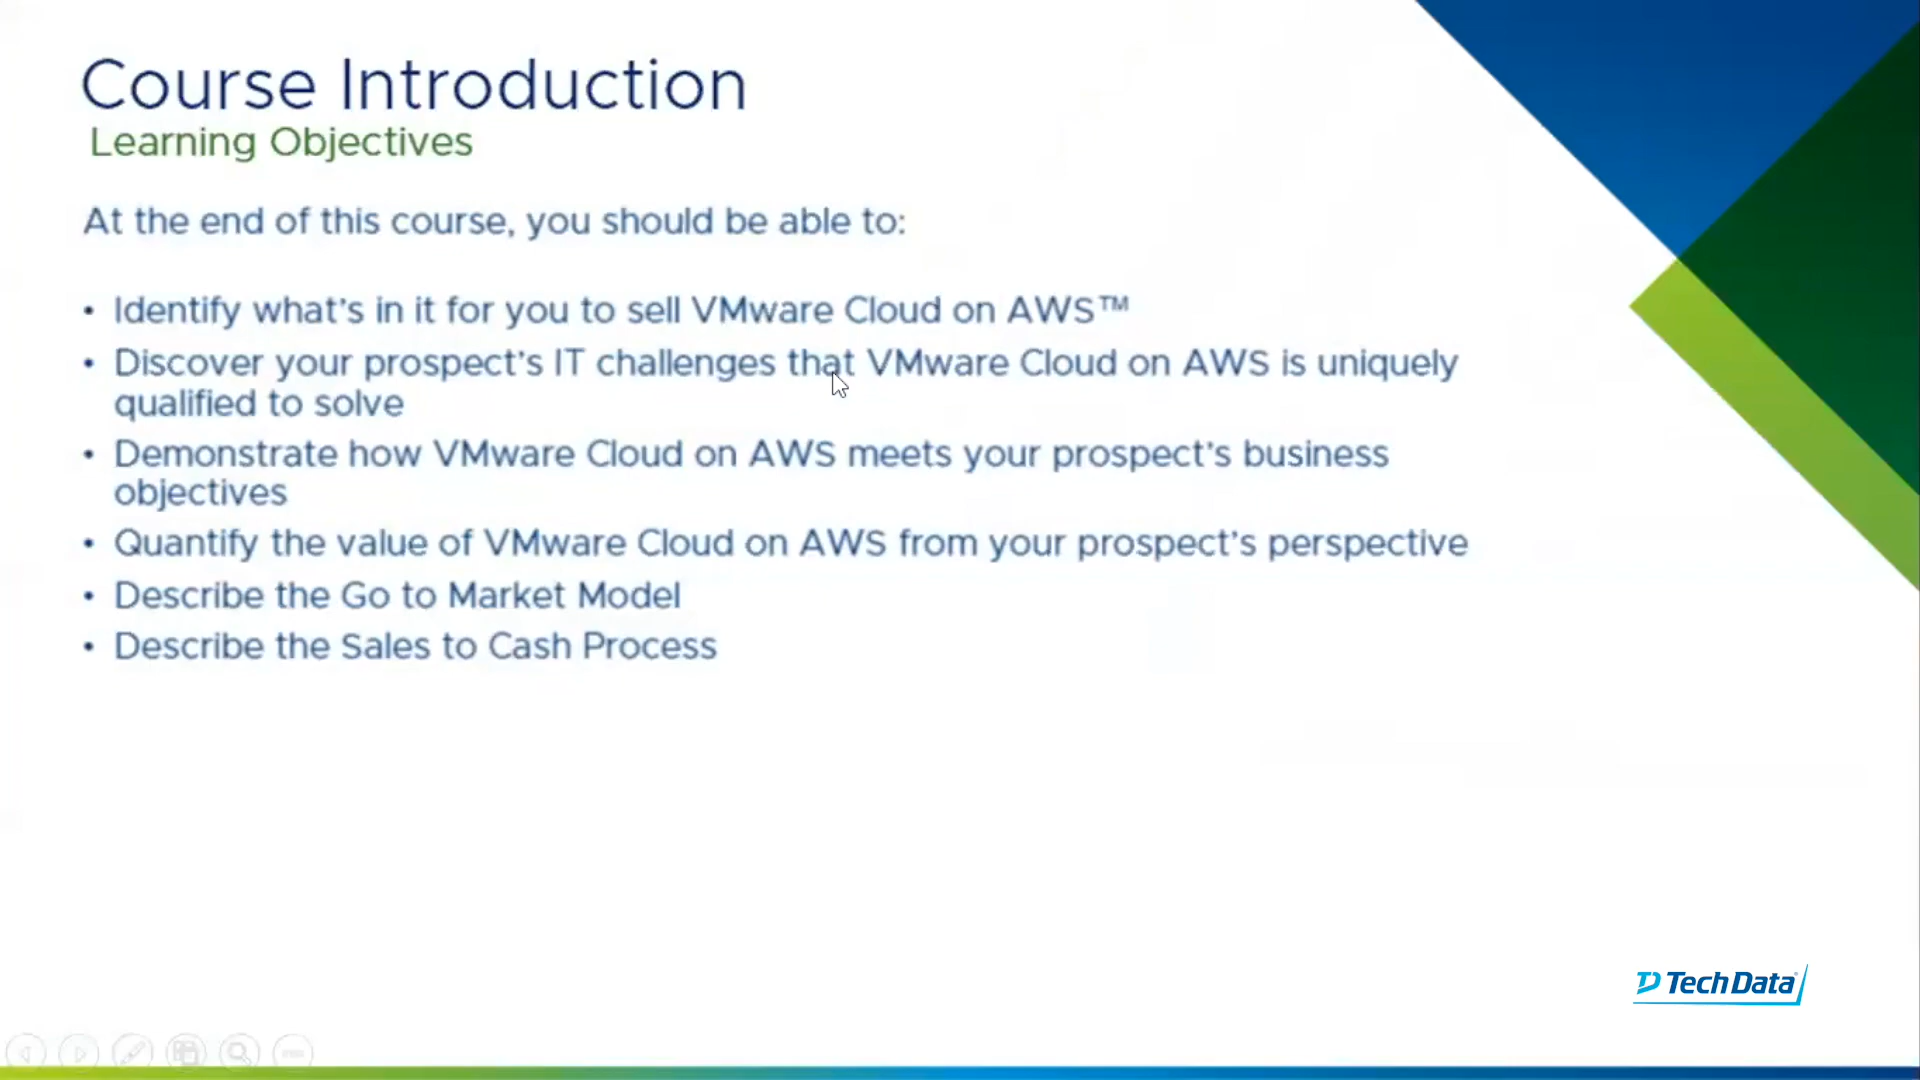 Course Introduction
Learning Objectives
At the end of this course, you should be able to:
• Identify what's in it for you to sell VMware Cloud on AWS™
• Discover your prospect's IT challenges that VMware Cloud on AWS is uniquely
qualified to solve
• Demonstrate how VMware Cloud on AWS meets your prospect's business
objectives
• Quantify the value of VMware Cloud on AWS from your prospect's perspective
• Describe the Go to Market Model
• Describe the Sales to Cash Process
Tech Data